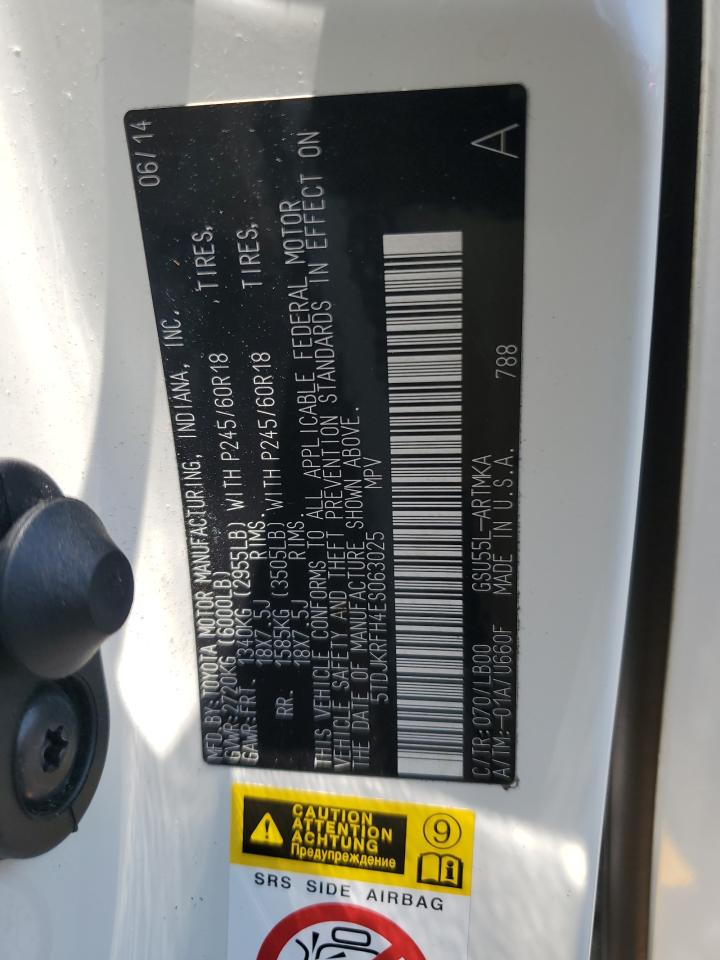 06/14
MFD.BY:TOYOTA MOTOR MANUFACTURING, INDIANA, INC.
GVWR:2720KG (6000LB)
GAWR:FRT. 1340KG (2955LB) WITH P245/60R18 TIRES,
18X7.5J RIMS.
RR. 1585KG (3505LB) WITH P245/60R18 TIRES,
18X7.5J RIMS.
THIS VEHICLE CONFORMS TO ALL APPLICABLE FEDERAL MOTOR
VEHICLE SAFETY AND THEFT PREVENTION STANDARDS IN EFFECT ON
THE DATE OF MANUFACTURE SHOWN ABOVE.
5TDJKRFH4ES063025 MPV
C/TR:070/LB00 GSU55L-ARTMKA 788 A
A/TM:-01A/U660F MADE IN U.S.A.
CAUTION
ATTENTION
ACHTUNG
Предупреждение
9
i
SRS SIDE AIRBAG